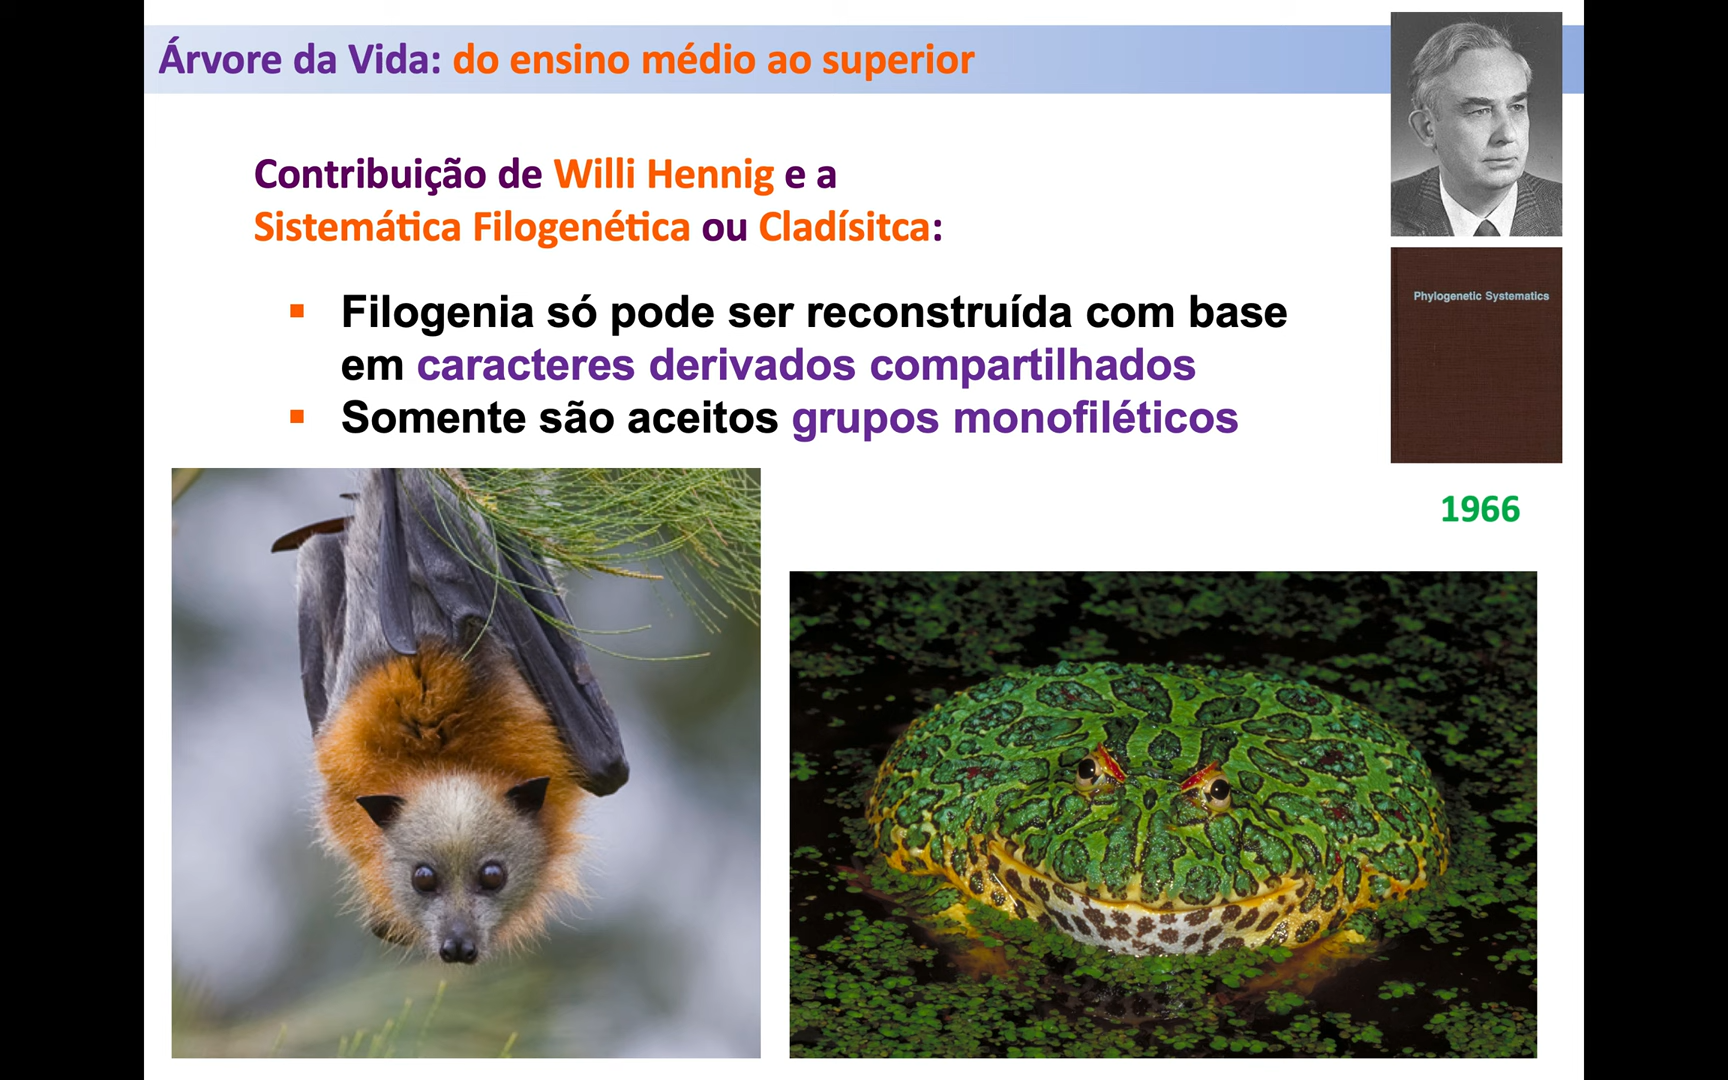 Árvore da Vida: do ensino médio ao superior
Contribuição de Willi Hennig e a
Sistemática Filogenética ou Cladísitca:
Phylogenetic Systematics
▪ Filogenia só pode ser reconstruída com base
em caracteres derivados compartilhados
▪ Somente são aceitos grupos monofiléticos
1966